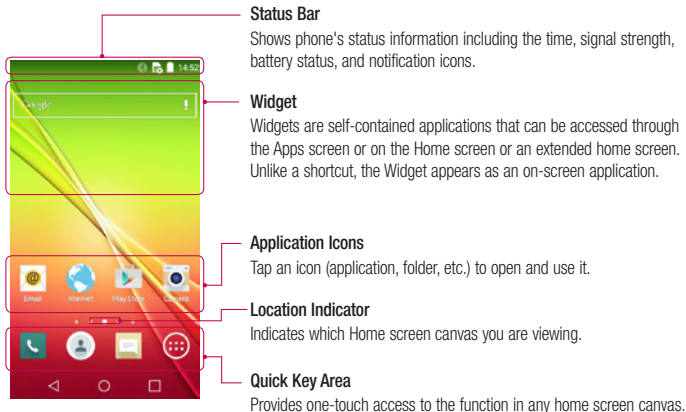 Status Bar
Shows phone's status information including the time, signal strength,
battery status, and notification icons.
14:52
Google
Widget
Widgets are self-contained applications that can be accessed through
the Apps screen or on the Home screen or an extended home screen.
Unlike a shortcut, the Widget appears as an on-screen application.
Application Icons
Tap an icon (application, folder, etc.) to open and use it.
Email Internet Play Store Camera
Location Indicator
Indicates which Home screen canvas you are viewing.
Quick Key Area
Provides one-touch access to the function in any home screen canvas.